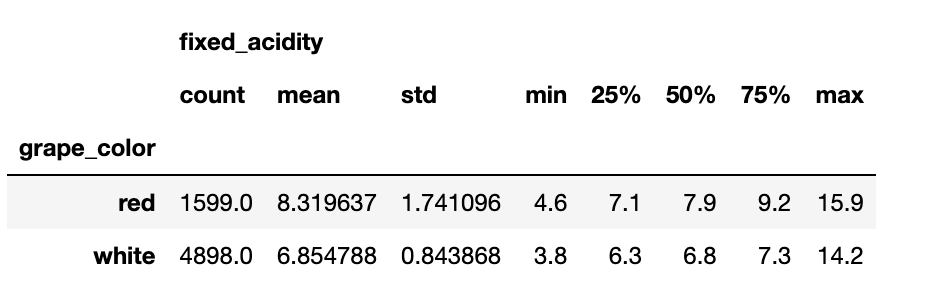 fixed_acidity
count mean std min 25% 50% 75% max
grape_color
red 1599.0 8.319637 1.741096 4.6 7.1 7.9 9.2 15.9
white 4898.0 6.854788 0.843868 3.8 6.3 6.8 7.3 14.2